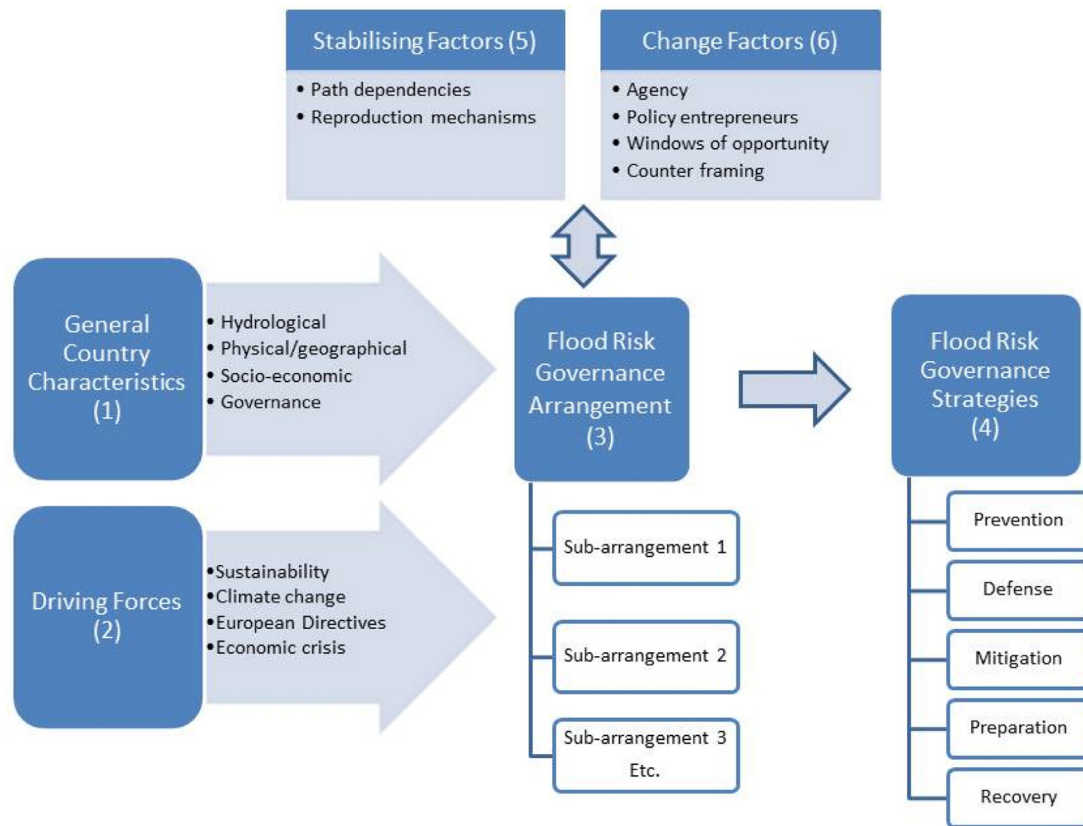 Stabilising Factors (5)
• Path dependencies
• Reproduction mechanisms
Change Factors (6)
• Agency
• Policy entrepreneurs
• Windows of opportunity
• Counter framing
General
Country
Characteristics
(1)
• Hydrological
• Physical/geographical
• Socio-economic
• Governance
Driving Forces
(2)
•Sustainability
•Climate change
•European Directives
•Economic crisis
Flood Risk
Governance
Arrangement
(3)
Sub-arrangement 1
Sub-arrangement 2
Sub-arrangement 3
Etc.
Flood Risk
Governance
Strategies
(4)
Prevention
Defense
Mitigation
Preparation
Recovery